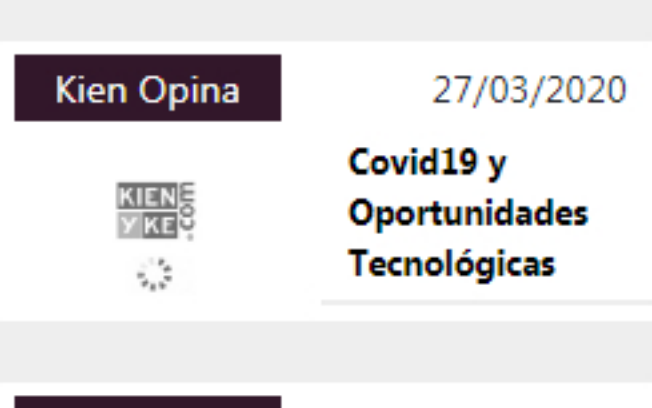 Kien Opina
27/03/2020
KIEN
Y KE
.com
Covid19 y
Oportunidades
Tecnológicas